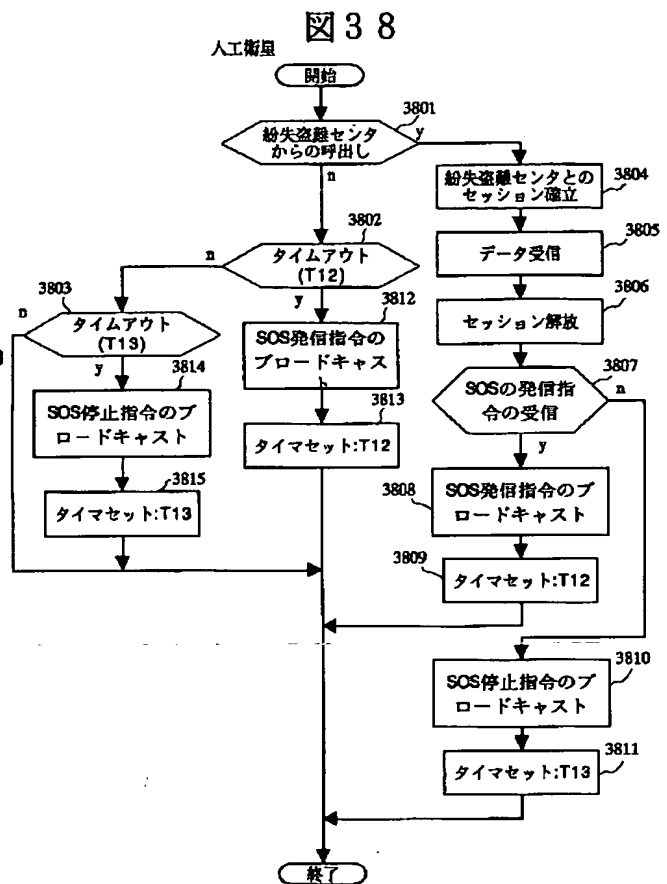 図３８
人工衛星
開始
3801
紛失盗難センタ
からの呼出し
y
n
紛失盗難センタとの
セッション確立
3804
3802
タイムアウト
(T12)
n
y
データ受信
3805
3803
タイムアウト
(T13)
n
y
3812
SOS発信指令の
ブロードキャス
セッション解放
3806
3814
SOS停止指令のブ
ロードキャスト
3807
SOSの発信指
令の受信
n
y
3813
タイマセット:T12
3815
タイマセット:T13
3808
SOS発信指令のブ
ロードキャスト
3809
タイマセット:T12
3810
SOS停止指令のブ
ロードキャスト
3811
タイマセット:T13
終了